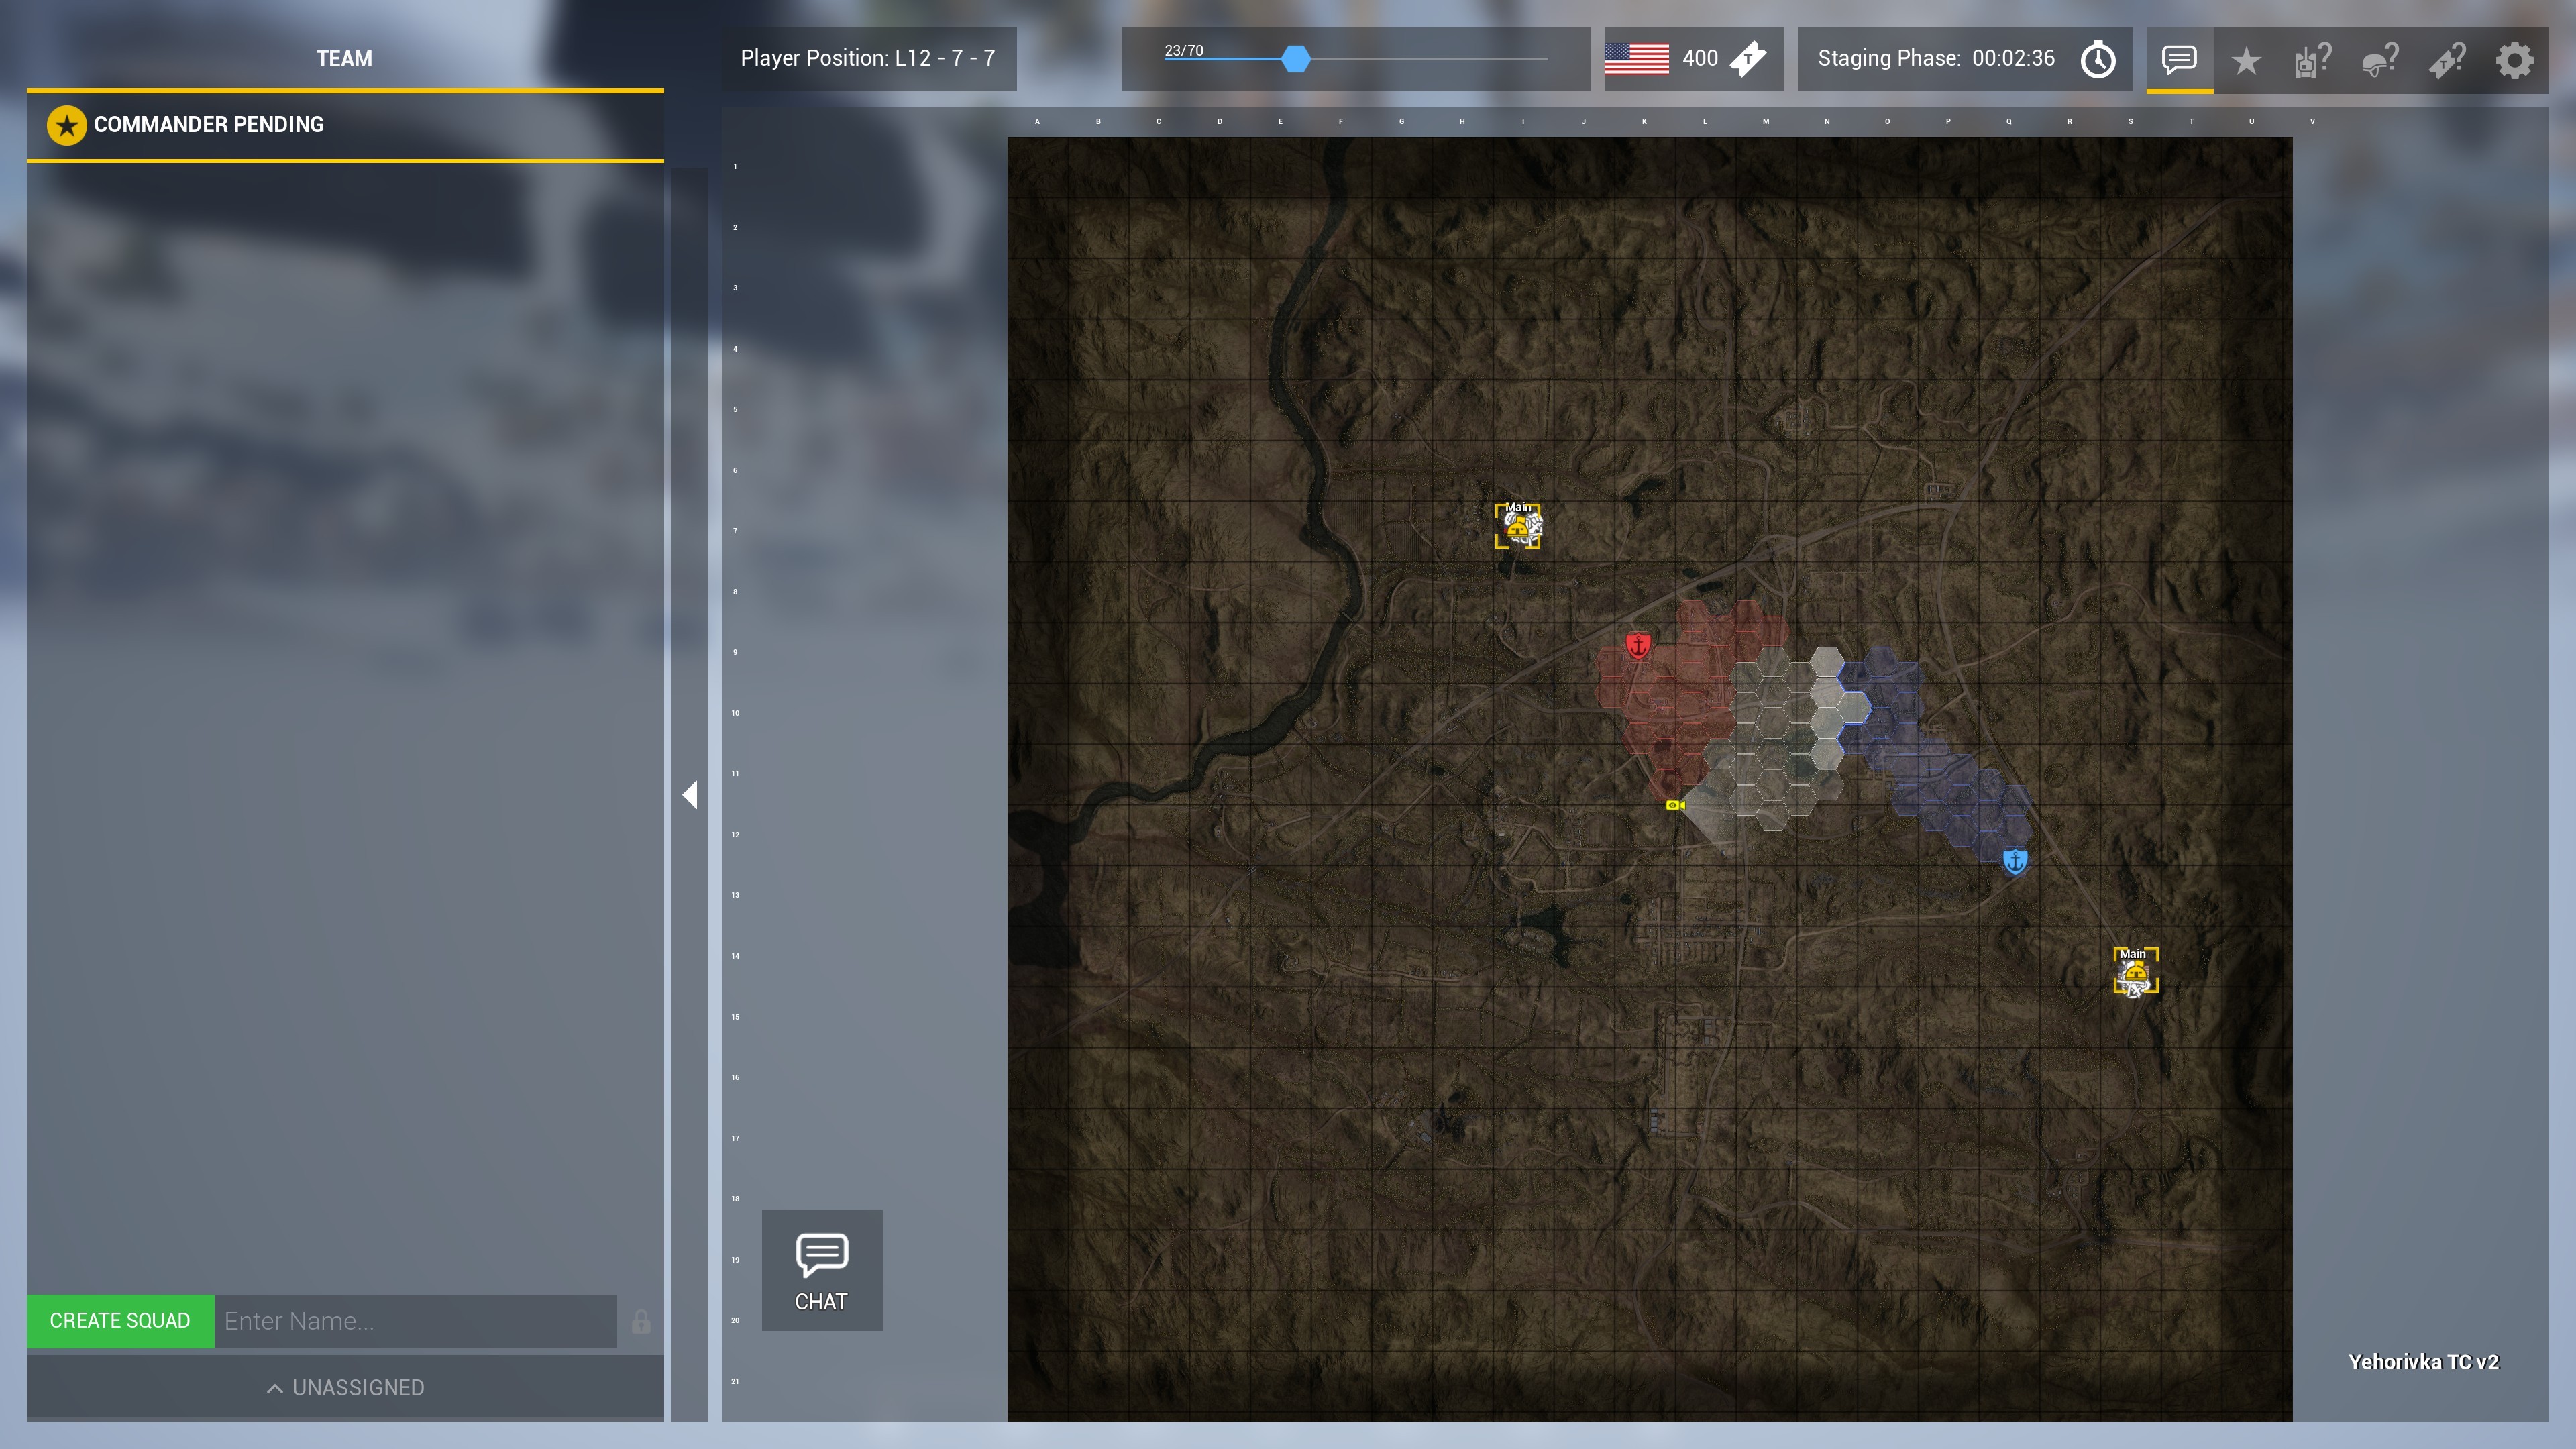 TEAM
Player Position: L12 - 7 - 7
23/70
400
Staging Phase: 00:02:36
COMMANDER PENDING
A B C D E F G H I J K L M N O P Q R S T U V
1
2
3
4
5
6
7
8
9
10
11
12
13
14
15
16
17
18
19
20
21
Main
Main
CHAT
CREATE SQUAD
Enter Name...
UNASSIGNED
Yehorivka TC v2